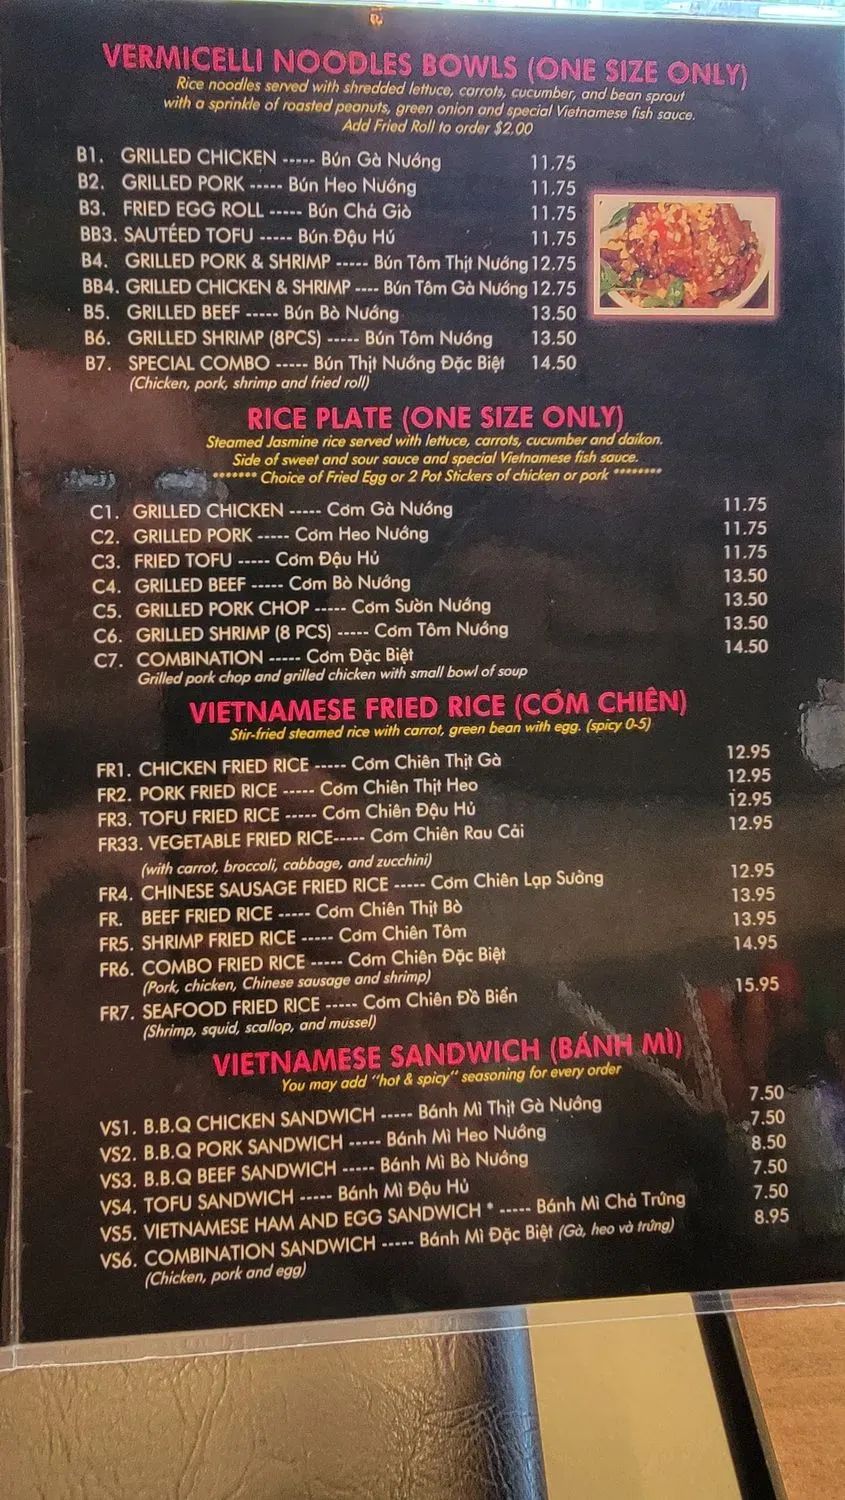 VERMICELLI NOODLES BOWLS (ONE SIZE ONLY)
Rice noodles served with shredded lettuce, carrots, cucumber, and bean sprout
with a sprinkle of roasted peanuts, green onion and special Vietnamese fish sauce.
Add Fried Roll to order $2.00
B1. GRILLED CHICKEN ----- Bún Gà Nướng 11.75
B2. GRILLED PORK ----- Bún Heo Nướng 11.75
B3. FRIED EGG ROLL ----- Bún Chả Giò 11.75
BB3. SAUTÉED TOFU ----- Bún Đậu Hủ 11.75
B4. GRILLED PORK & SHRIMP ----- Bún Tôm Thịt Nướng 12.75
BB4. GRILLED CHICKEN & SHRIMP ---- Bún Tôm Gà Nướng 12.75
B5. GRILLED BEEF ----- Bún Bò Nướng 13.50
B6. GRILLED SHRIMP (8PCS) ----- Bún Tôm Nướng 13.50
B7. SPECIAL COMBO ----- Bún Thịt Nướng Đặc Biệt 14.50
(Chicken, pork, shrimp and fried roll)
RICE PLATE (ONE SIZE ONLY)
Steamed Jasmine rice served with lettuce, carrots, cucumber and daikon.
Side of sweet and sour sauce and special Vietnamese fish sauce.
******* Choice of Fried Egg or 2 Pot Stickers of chicken or pork ********
C1. GRILLED CHICKEN ----- Cơm Gà Nướng 11.75
C2. GRILLED PORK ----- Cơm Heo Nướng 11.75
C3. FRIED TOFU ----- Cơm Đậu Hủ 11.75
C4. GRILLED BEEF ----- Cơm Bò Nướng 13.50
C5. GRILLED PORK CHOP ----- Cơm Sườn Nướng 13.50
C6. GRILLED SHRIMP (8 PCS) ----- Cơm Tôm Nướng 13.50
C7. COMBINATION ----- Cơm Đặc Biệt 14.50
Grilled pork chop and grilled chicken with small bowl of soup
VIETNAMESE FRIED RICE (CƠM CHIÊN)
Stir-fried steamed rice with carrot, green bean with egg. (spicy 0-5)
FR1. CHICKEN FRIED RICE ----- Cơm Chiên Thịt Gà 12.95
FR2. PORK FRIED RICE ----- Cơm Chiên Thịt Heo 12.95
FR3. TOFU FRIED RICE ----- Cơm Chiên Đậu Hủ 12.95
FR33. VEGETABLE FRIED RICE----- Cơm Chiên Rau Cải 12.95
(with carrot, broccoli, cabbage, and zucchini)
FR4. CHINESE SAUSAGE FRIED RICE ----- Cơm Chiên Lạp Sưởng 12.95
FR. BEEF FRIED RICE ----- Cơm Chiên Thịt Bò 13.95
FR5. SHRIMP FRIED RICE ----- Cơm Chiên Tôm 13.95
FR6. COMBO FRIED RICE ----- Cơm Chiên Đặc Biệt 14.95
(Pork, chicken, Chinese sausage and shrimp)
FR7. SEAFOOD FRIED RICE ----- Cơm Chiên Đồ Biển 15.95
(Shrimp, squid, scallop, and mussel)
VIETNAMESE SANDWICH (BÁNH MÌ)
You may add "hot & spicy" seasoning for every order
VS1. B.B.Q CHICKEN SANDWICH ----- Bánh Mì Thịt Gà Nướng 7.50
VS2. B.B.Q PORK SANDWICH ----- Bánh Mì Heo Nướng 7.50
VS3. B.B.Q BEEF SANDWICH ----- Bánh Mì Bò Nướng 8.50
VS4. TOFU SANDWICH ----- Bánh Mì Đậu Hủ 7.50
VS5. VIETNAMESE HAM AND EGG SANDWICH * ----- Bánh Mì Chả Trứng 7.50
VS6. COMBINATION SANDWICH ----- Bánh Mì Đặc Biệt (Gà, heo và trứng) 8.95
(Chicken, pork and egg)